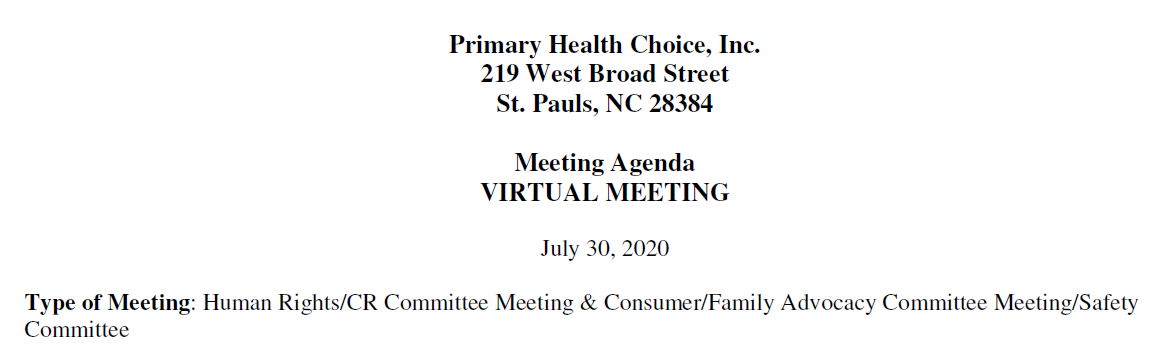 Primary Health Choice, Inc.
219 West Broad Street
St. Pauls, NC 28384
Meeting Agenda
VIRTUAL MEETING
July 30, 2020
Type of Meeting: Human Rights/CR Committee Meeting & Consumer/Family Advocacy Committee Meeting/Safety
Committee